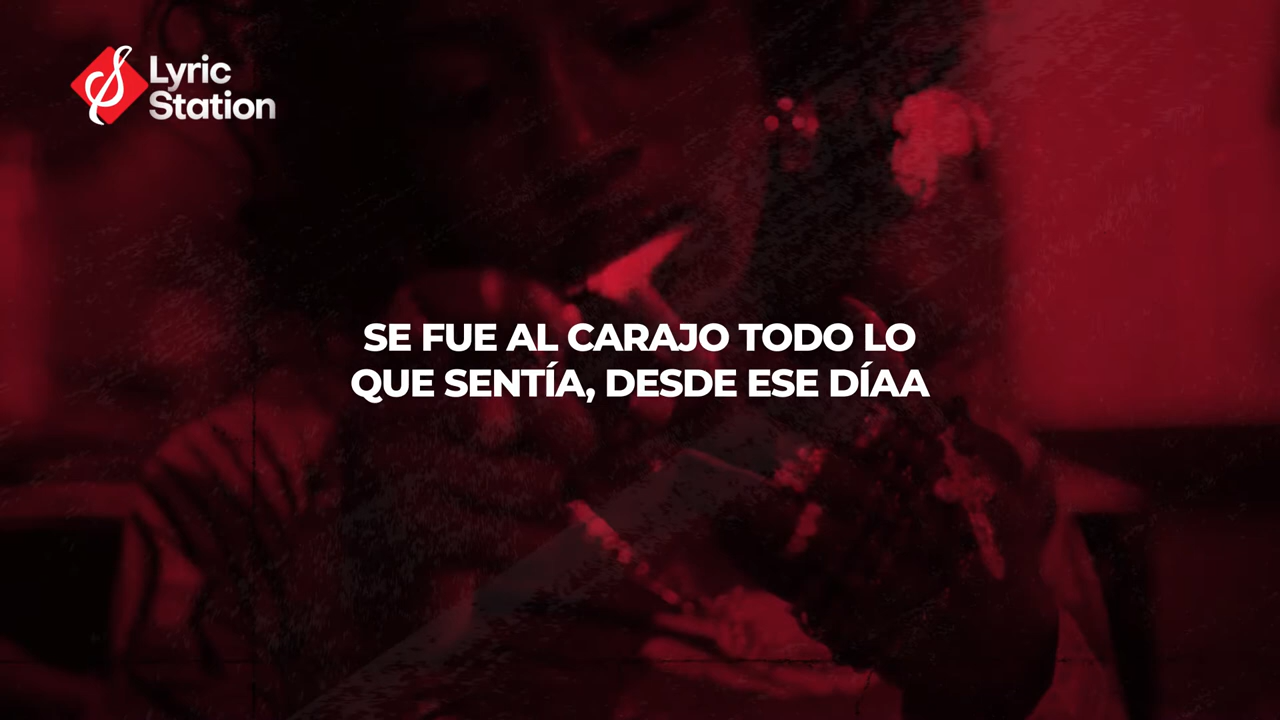 Lyric
Station
SE FUE AL CARAJO TODO LO
QUE SENTÍA, DESDE ESE DÍAA